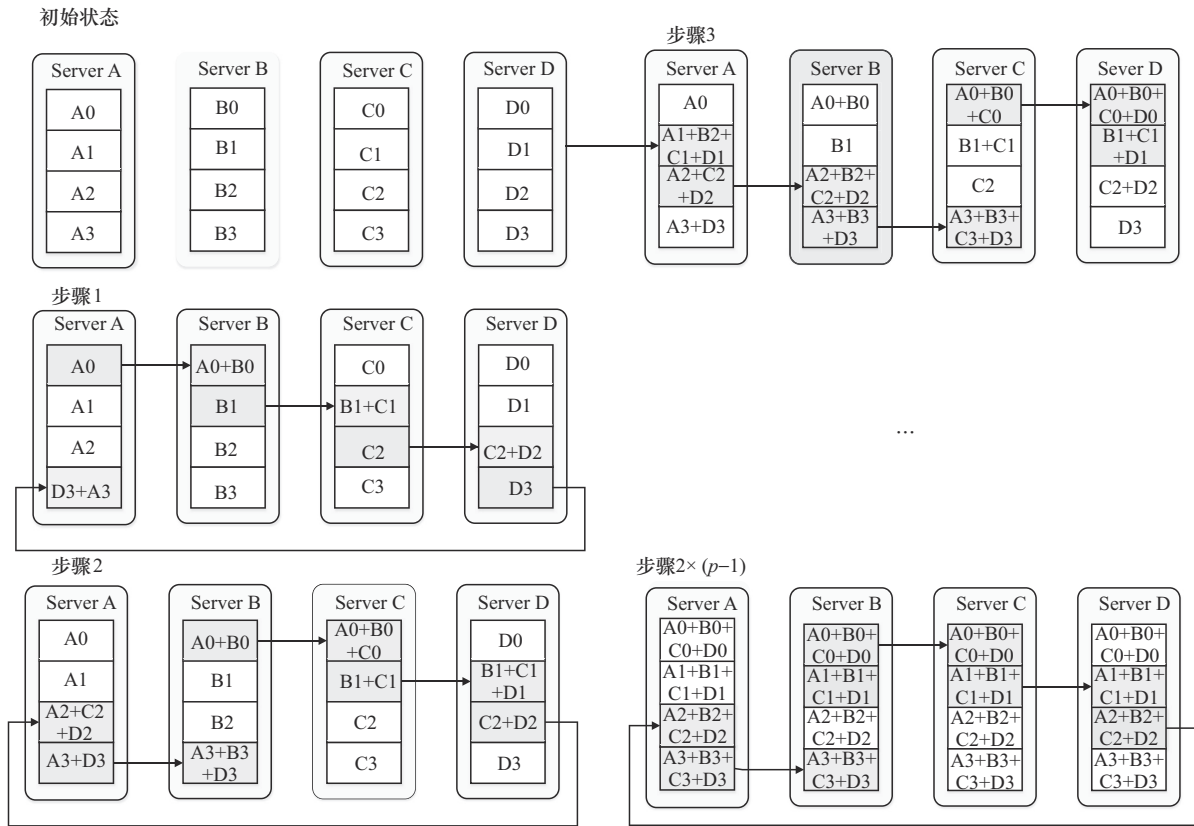 初始状态
Server A
A0
A1
A2
A3
Server B
B0
B1
B2
B3
Server C
C0
C1
C2
C3
Server D
D0
D1
D2
D3
步骤3
Server A
A0
A1+B2+
C1+D1
A2+C2
+D2
A3+D3
Server B
A0+B0
B1
A2+B2+
C2+D2
A3+B3
+D3
Server C
A0+B0
+C0
B1+C1
C2
A3+B3+
C3+D3
Sever D
A0+B0+
C0+D0
B1+C1
+D1
C2+D2
D3
步骤1
Server A
A0
A1
A2
D3+A3
Server B
A0+B0
B1
B2
B3
Server C
C0
B1+C1
C2
C3
Server D
D0
D1
C2+D2
D3
...
步骤2
Server A
A0
A1
A2+C2
+D2
A3+D3
Server B
A0+B0
B1
B2
A3+B3
+D3
Server C
A0+B0
+C0
B1+C1
C2
C3
Server D
D0
B1+C1
+D1
C2+D2
D3
步骤2× (p−1)
Server A
A0+B0+
C0+D0
A1+B1+
C1+D1
A2+B2+
C2+D2
A3+B3+
C3+D3
Server B
A0+B0+
C0+D0
A1+B1+
C1+D1
A2+B2+
C2+D2
A3+B3+
C3+D3
Server C
A0+B0+
C0+D0
A1+B1+
C1+D1
A2+B2+
C2+D2
A3+B3+
C3+D3
Server D
A0+B0+
C0+D0
A1+B1+
C1+D1
A2+B2+
C2+D2
A3+B3+
C3+D3